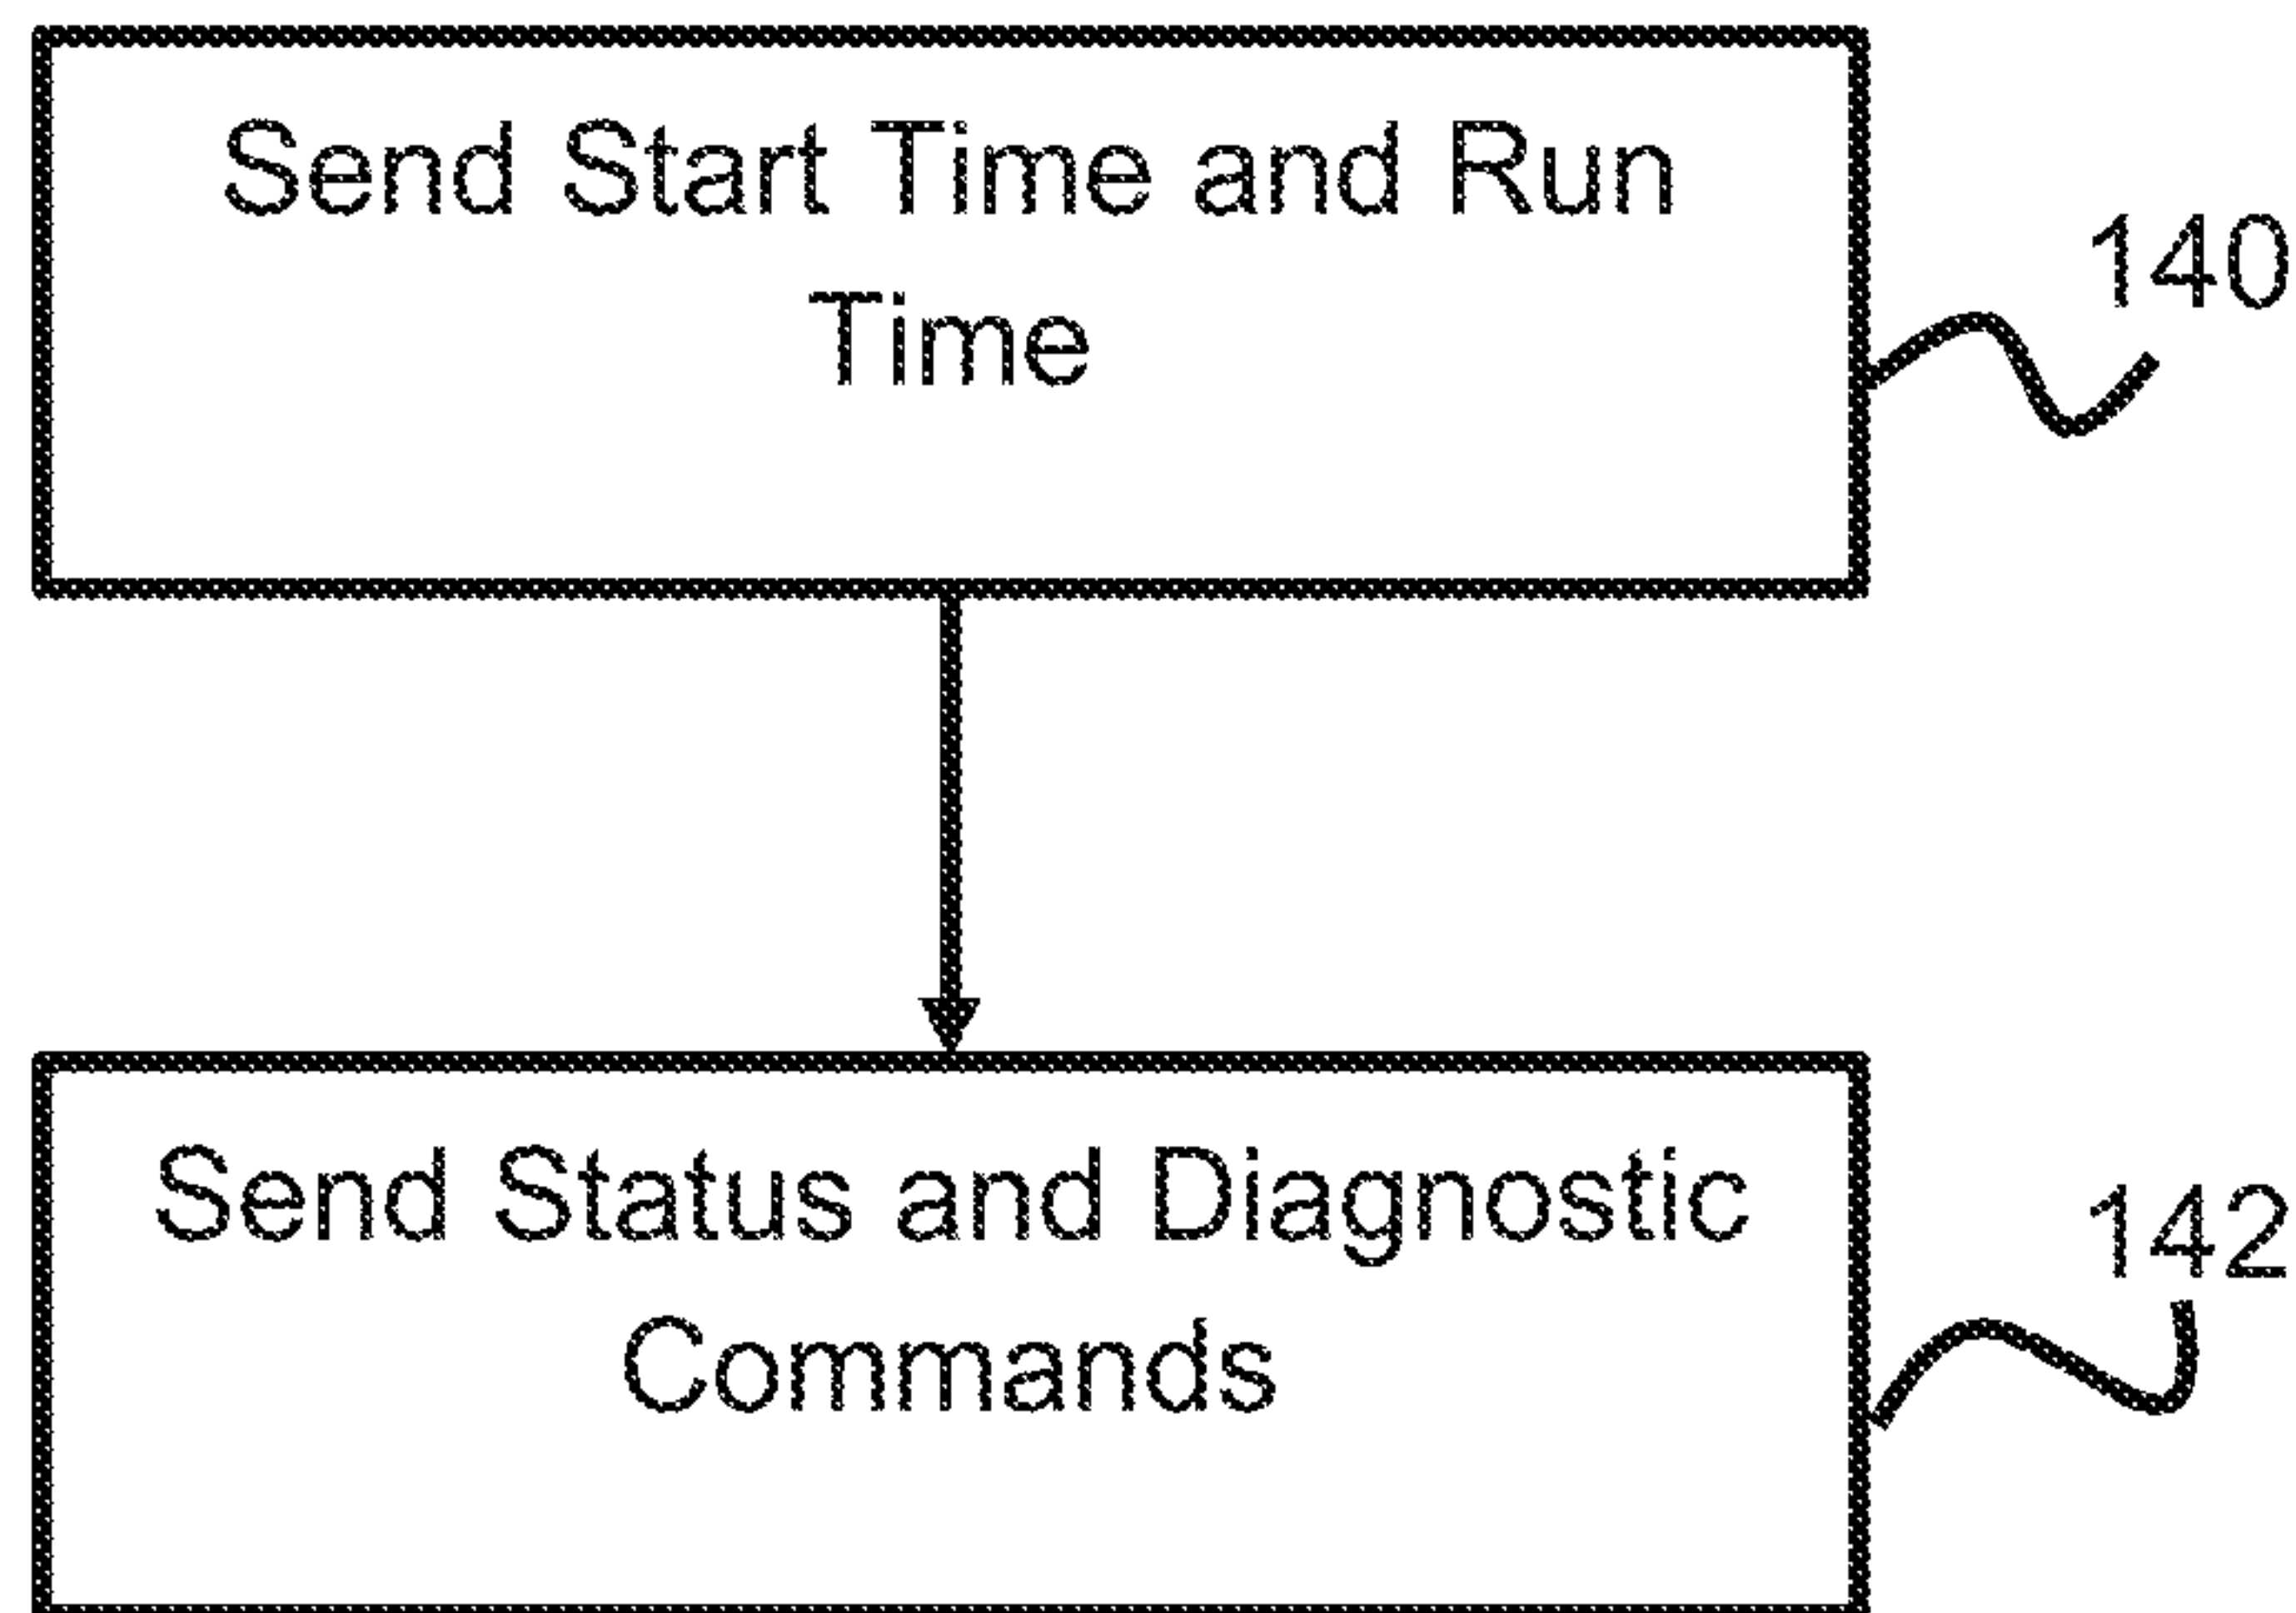 Send Start Time and Run
Time
140
Send Status and Diagnostic
Commands
142